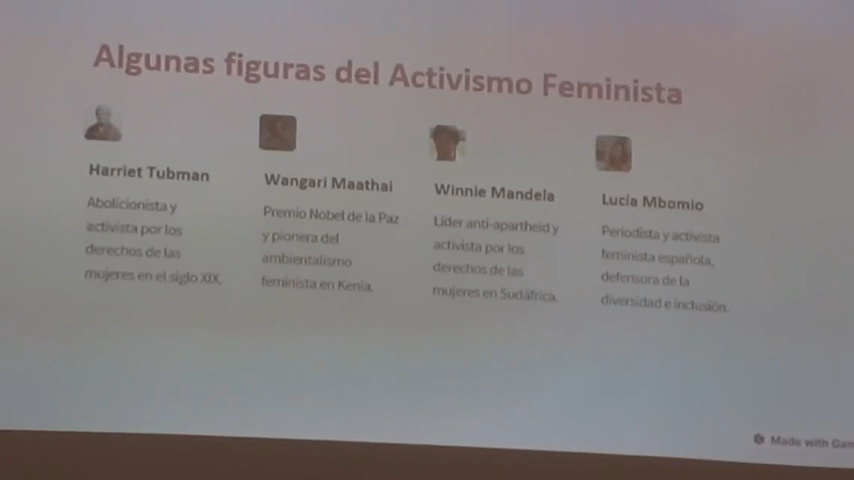 Algunas figuras del Activismo Feminista
Harriet Tubman
Abolicionista y
activista por los
derechos de las
mujeres en el siglo XIX.
Wangari Maathai
Premio Nobel de la Paz
y pionera del
ambientalismo
feminista en Kenia.
Winnie Mandela
Líder anti-apartheid y
activista por los
derechos de las
mujeres en Sudáfrica.
Lucía Mbomio
Periodista y activista
feminista española,
defensora de la
diversidad e inclusión.
Made with Gam